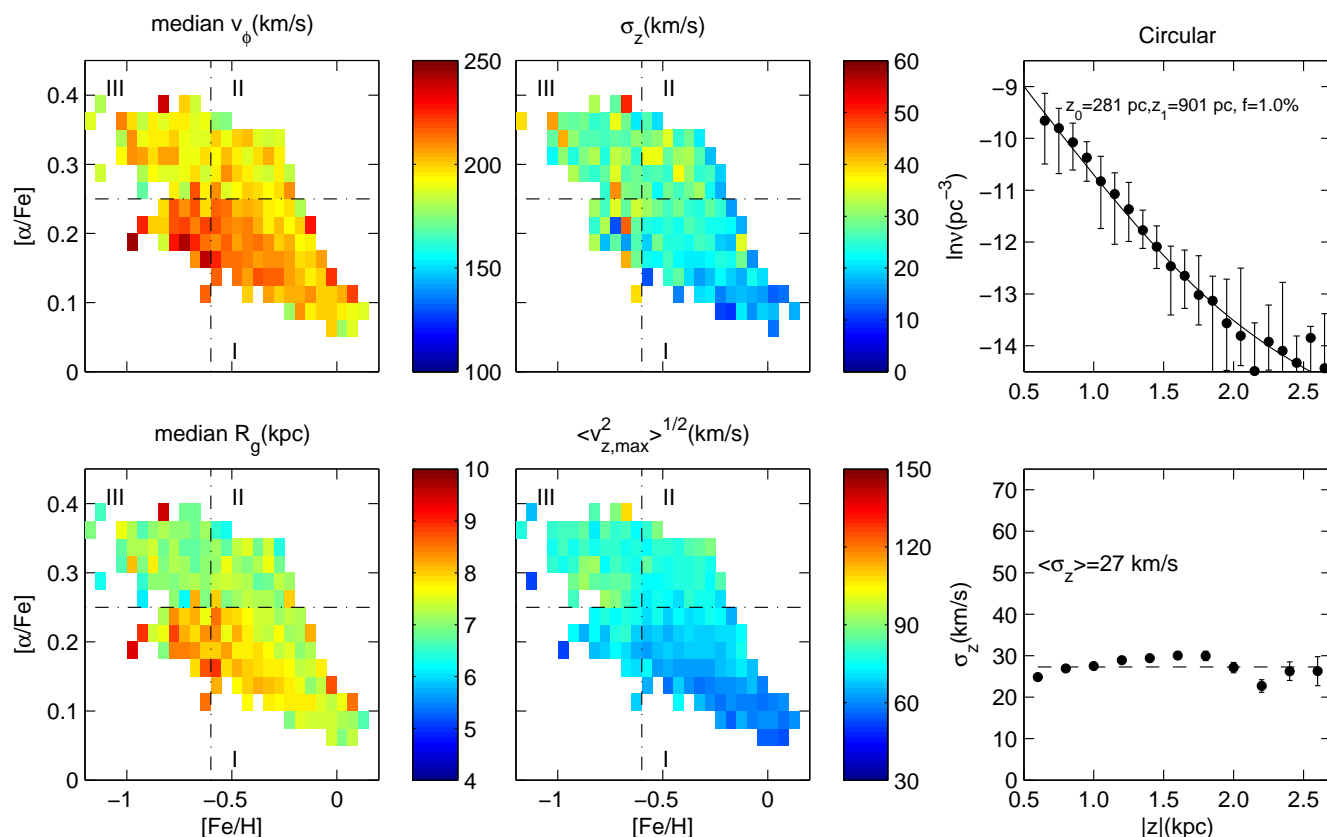 median v_ϕ(km/s)
III
II
I
[α/Fe]
0.4
0.3
0.2
0.1
0
250
200
150
100
σ_z(km/s)
III
II
I
60
50
40
30
20
10
0
Circular
z_0=281 pc,z_1=901 pc, f=1.0%
lnν(pc^−3)
−9
−10
−11
−12
−13
−14
0.5 1.0 1.5 2.0 2.5
median R_g(kpc)
III
II
I
[α/Fe]
0.4
0.3
0.2
0.1
0
−1 −0.5 0
[Fe/H]
10
9
8
7
6
5
4
<v^2_z,max>^1/2(km/s)
III
II
I
−1 −0.5 0
[Fe/H]
150
120
90
60
30
<σ_z>=27 km/s
σ_z(km/s)
70
60
50
40
30
20
10
0
0.5 1.0 1.5 2.0 2.5
|z|(kpc)